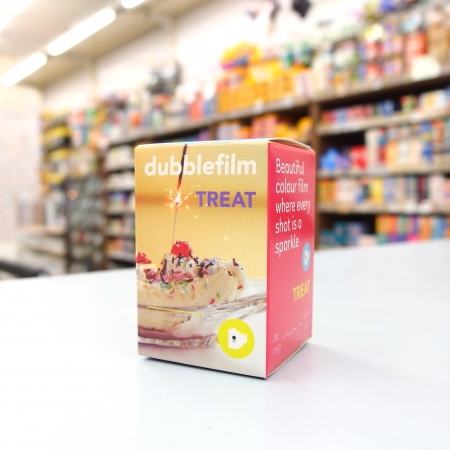 dubblefilm
TREAT
Beautiful
colour film
where every
shot is a
sparkle
TREAT